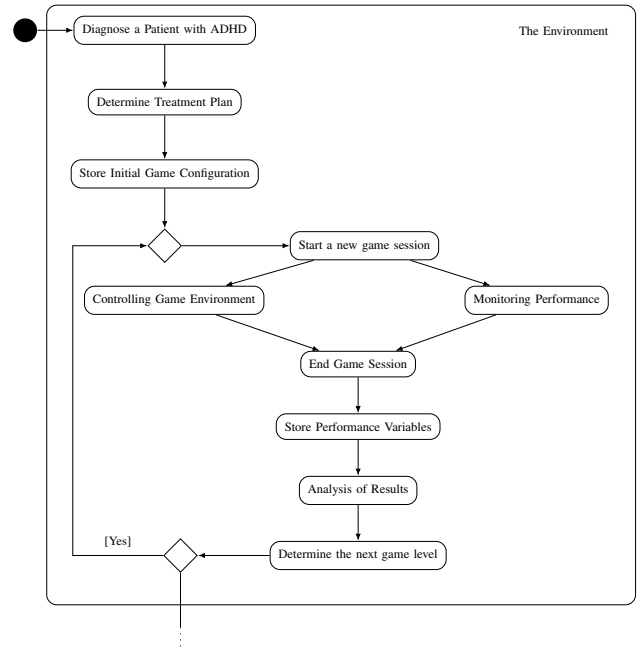 Diagnose a Patient with ADHD
The Environment
Determine Treatment Plan
Store Initial Game Configuration
Start a new game session
Controlling Game Environment
Monitoring Performance
End Game Session
Store Performance Variables
Analysis of Results
[Yes]
Determine the next game level